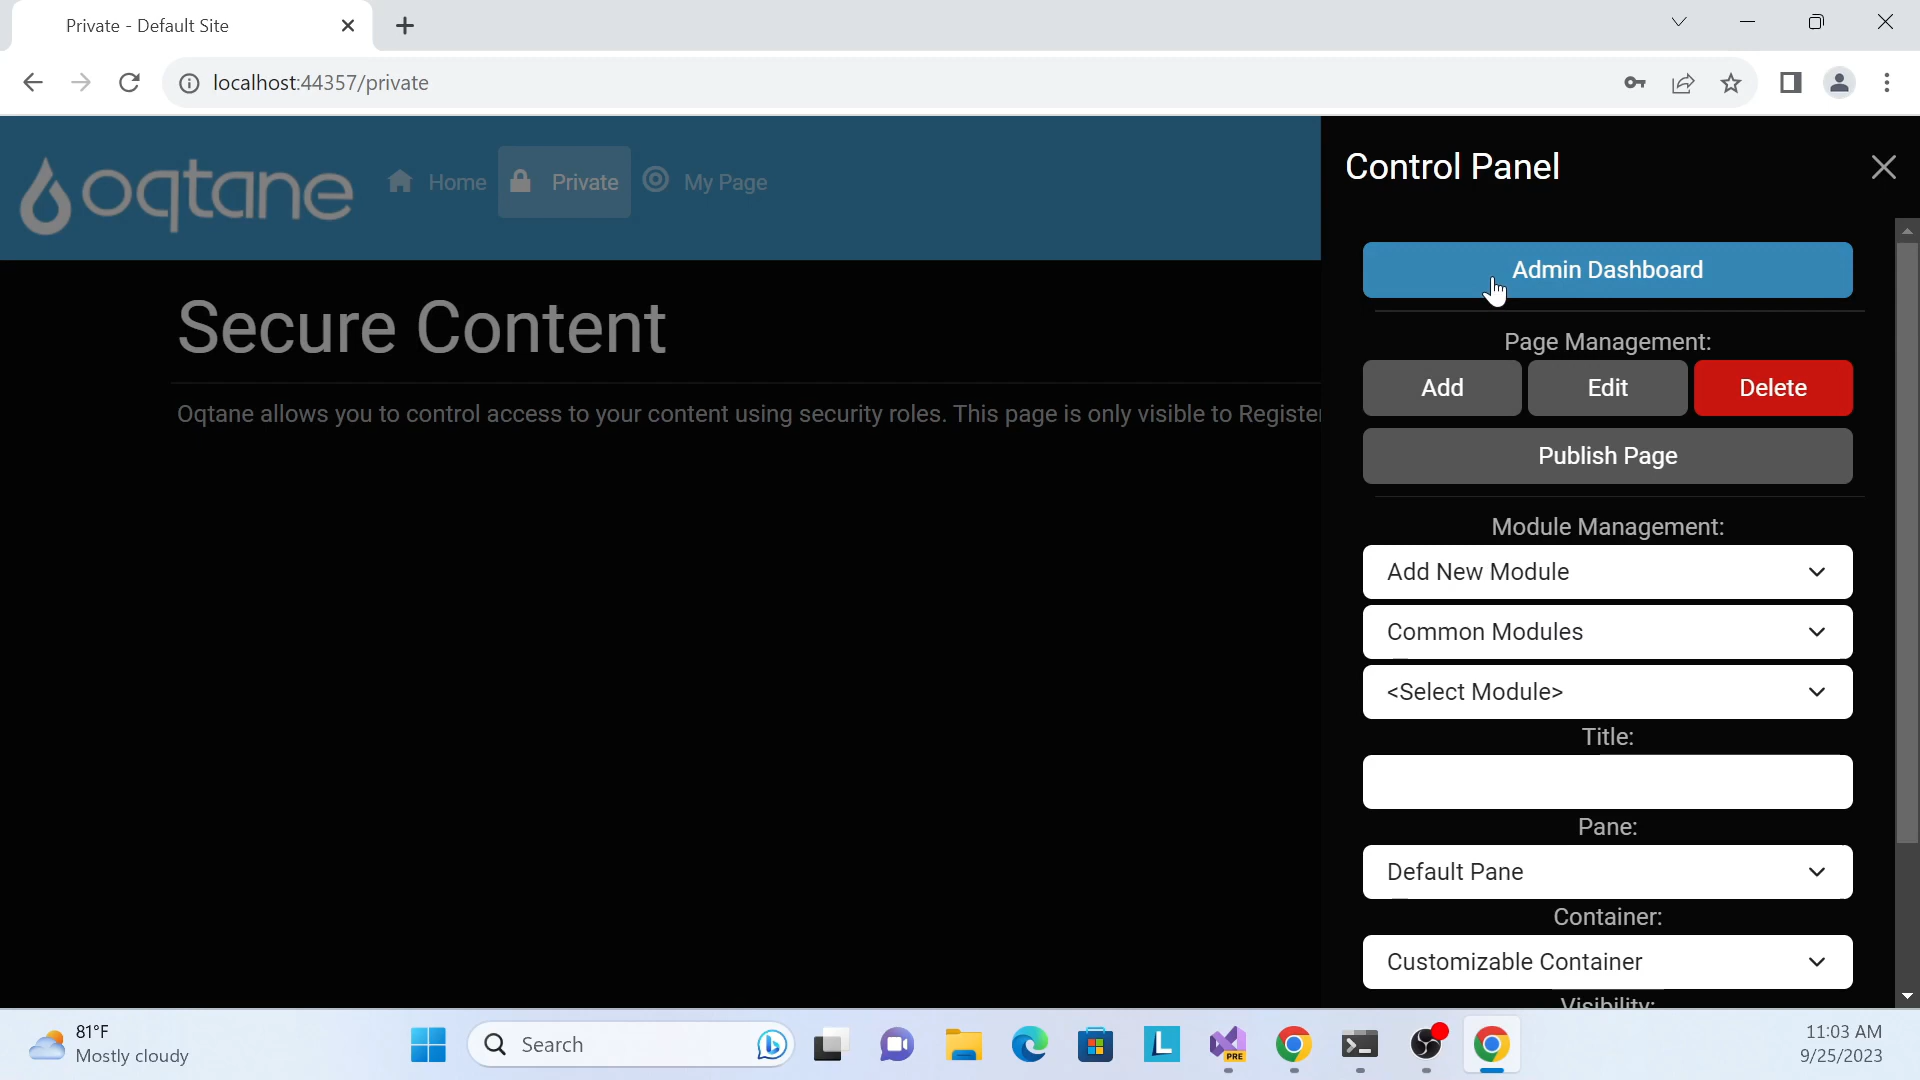 Private - Default Site
localhost:44357/private
oqtane
Home
Private
My Page
Control Panel
Admin Dashboard
Secure Content
Page Management:
Add
Edit
Delete
Oqtane allows you to control access to your content using security roles. This page is only visible to Register
Publish Page
Module Management:
Add New Module
Common Modules
<Select Module>
Title:
Pane:
Default Pane
Container:
Customizable Container
Visibility:
81°F
Mostly cloudy
Search
L
PRE
11:03 AM
9/25/2023